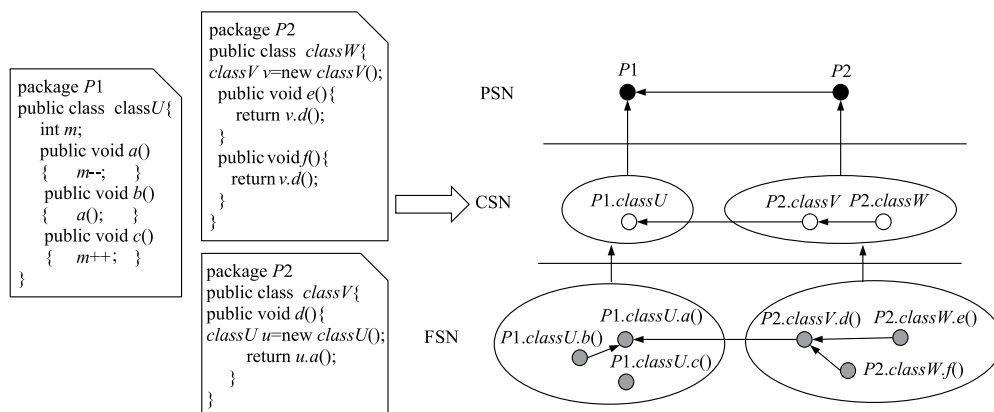 package P1
public class classU{
int m;
public void a()
{ m--; }
public void b()
{ a(); }
public void c()
{ m++; }
}
package P2
public class classW{
classV v=new classV();
public void e(){
return v.d();
}
public void f(){
return v.d();
}
}
package P2
public class classV{
public void d(){
classU u=new classU();
return u.a();
}
}
PSN
P1
P2
CSN
P1.classU
P2.classV P2.classW
FSN
P1.classU.a()
P1.classU.b()
P1.classU.c()
P2.classV.d()
P2.classW.e()
P2.classW.f()